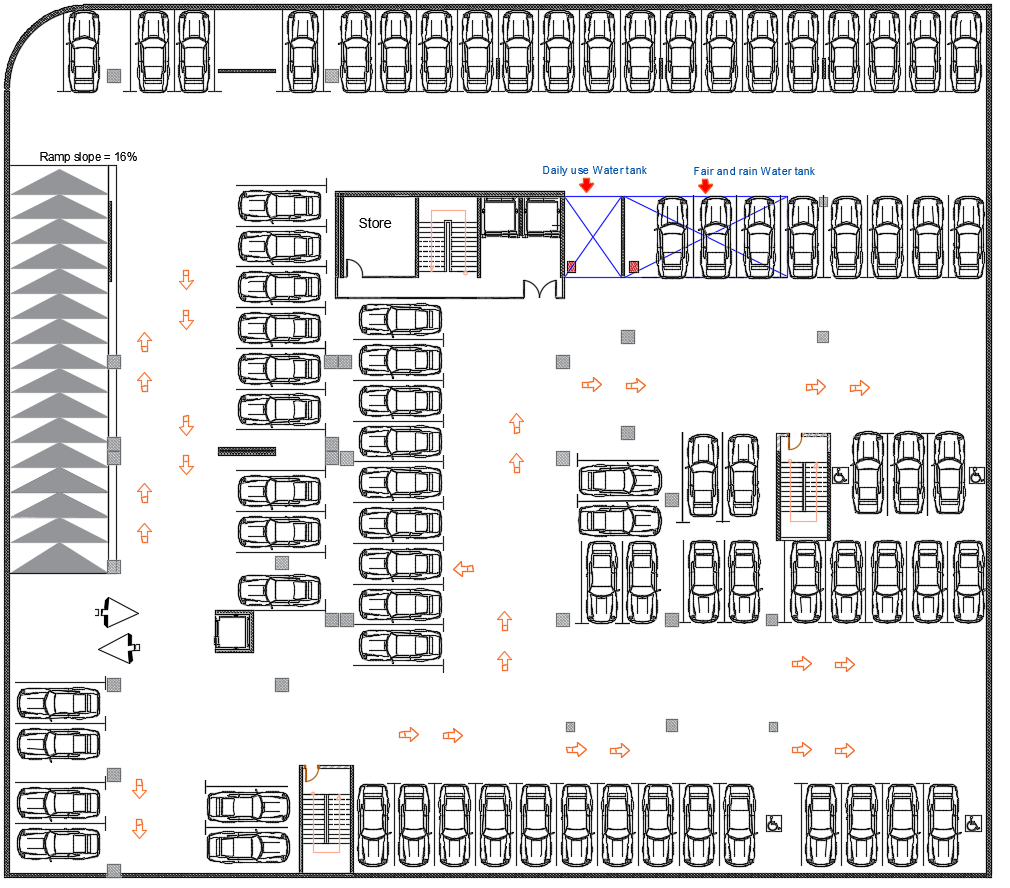 Ramp slope = 16%
Daily use Water tank
Fair and rain Water tank
Store